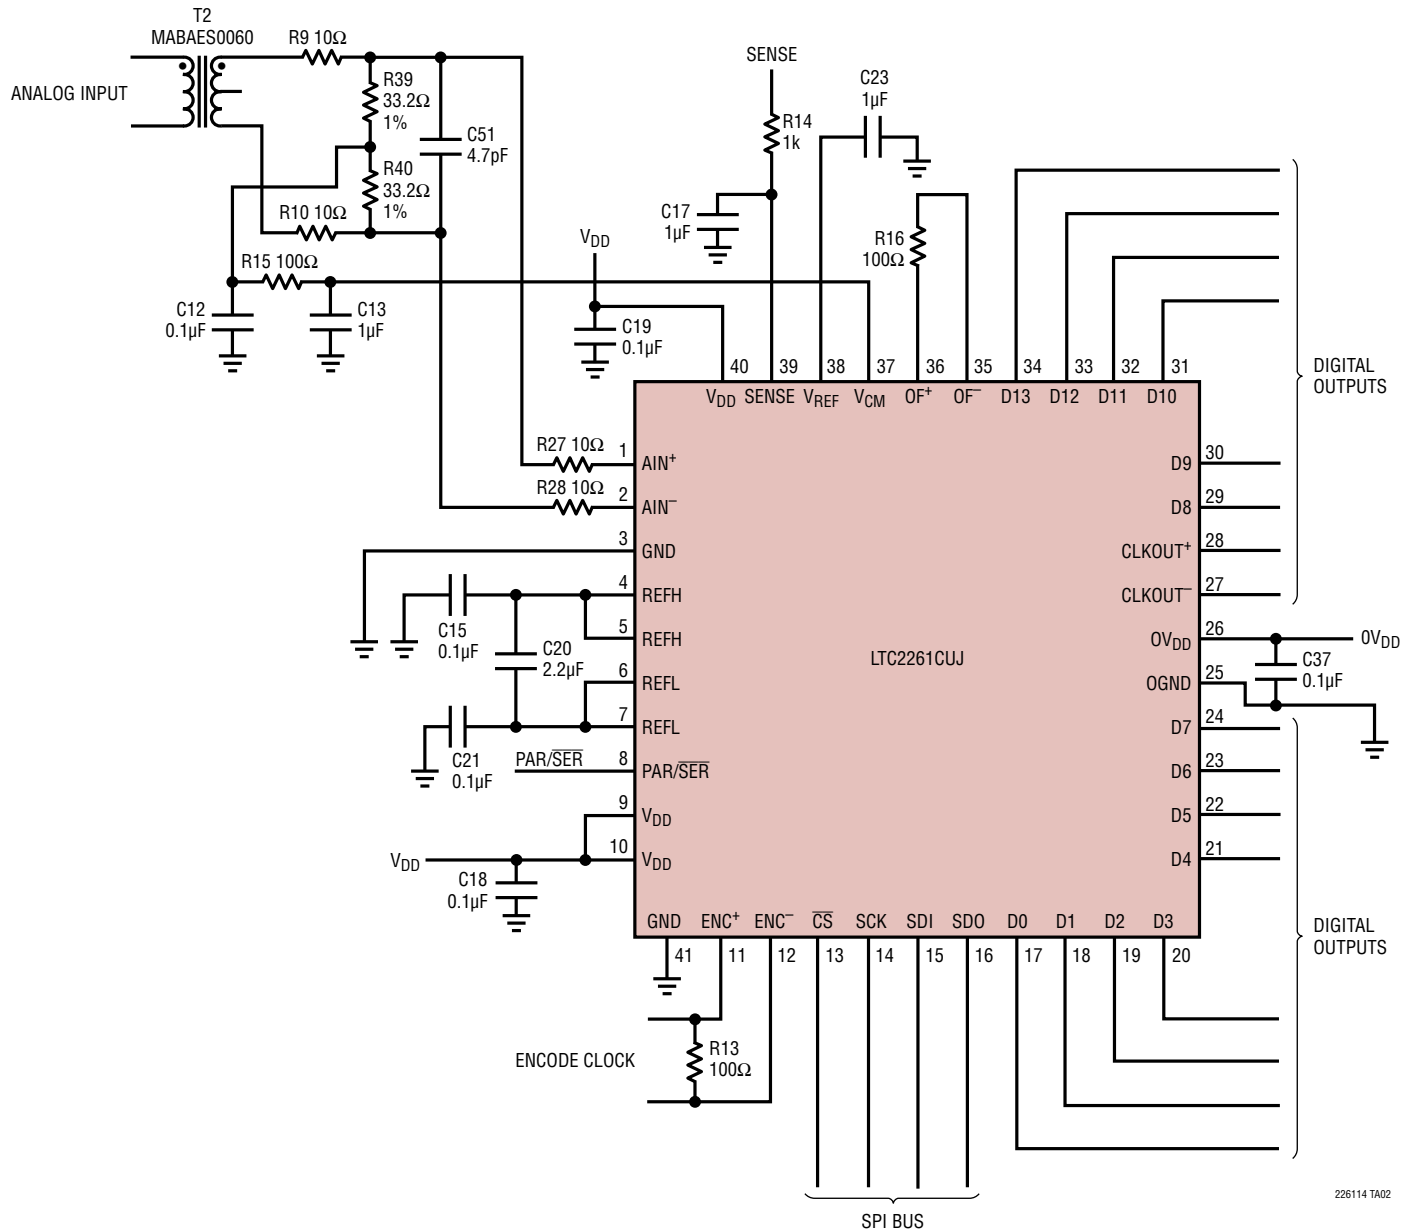 T2
MABAES0060
ANALOG INPUT
R9 10Ω
R39
33.2Ω
1%
C51
4.7pF
R40
33.2Ω
1%
R10 10Ω
R15 100Ω
C12
0.1µF
C13
1µF
VDD
C19
0.1µF
SENSE
R14
1k
C17
1µF
C23
1µF
R16
100Ω
40
39
38
37
36
35
34
33
32
31
VDD
SENSE
VREF
VCM
OF+
OF–
D13
D12
D11
D10
DIGITAL
OUTPUTS
R27 10Ω
1
AIN+
R28 10Ω
2
AIN–
3
GND
4
REFH
C15
0.1µF
5
REFH
C20
2.2µF
6
REFL
7
REFL
C21
0.1µF
PAR/S̅E̅R̅
8
PAR/S̅E̅R̅
9
VDD
VDD
10
VDD
C18
0.1µF
LTC2261CUJ
D9
30
D8
29
CLKOUT+
28
CLKOUT–
27
OVDD
26
0VDD
C37
0.1µF
OGND
25
D7
24
D6
23
D5
22
D4
21
GND
ENC+
ENC–
C̅S̅
SCK
SDI
SDO
D0
D1
D2
D3
41
11
12
13
14
15
16
17
18
19
20
DIGITAL
OUTPUTS
ENCODE CLOCK
R13
100Ω
SPI BUS
226114 TA02